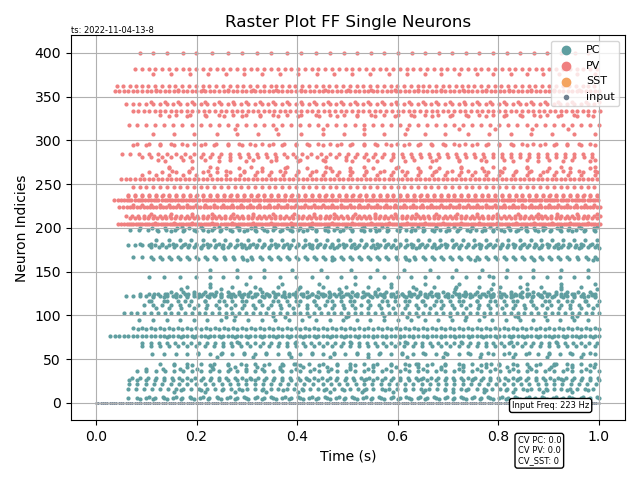 Raster Plot FF Single Neurons
ts: 2022-11-04-13-8
PC
PV
SST
input
400
350
300
250
200
150
100
50
0
Neuron Indicies
Input Freq: 223 Hz
0.0 0.2 0.4 0.6 0.8 1.0
Time (s)
CV PC: 0.0
CV PV: 0.0
CV_SST: 0